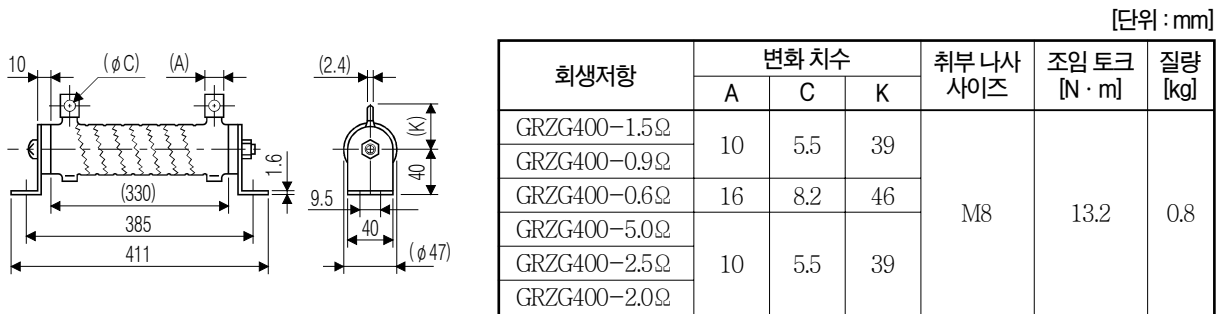 [단위 : mm]
10
(φC)
(A)
(2.4)
(K)
40
1.6
9.5
(330)
385
411
40
(φ47)
회생저항 변화 치수 취부 나사 사이즈 조임 토크 [N · m] 질량 [kg]
A C K
GRZG400-1.5Ω 10 5.5 39 M8 13.2 0.8
GRZG400-0.9Ω
GRZG400-0.6Ω 16 8.2 46
GRZG400-5.0Ω 10 5.5 39
GRZG400-2.5Ω
GRZG400-2.0Ω